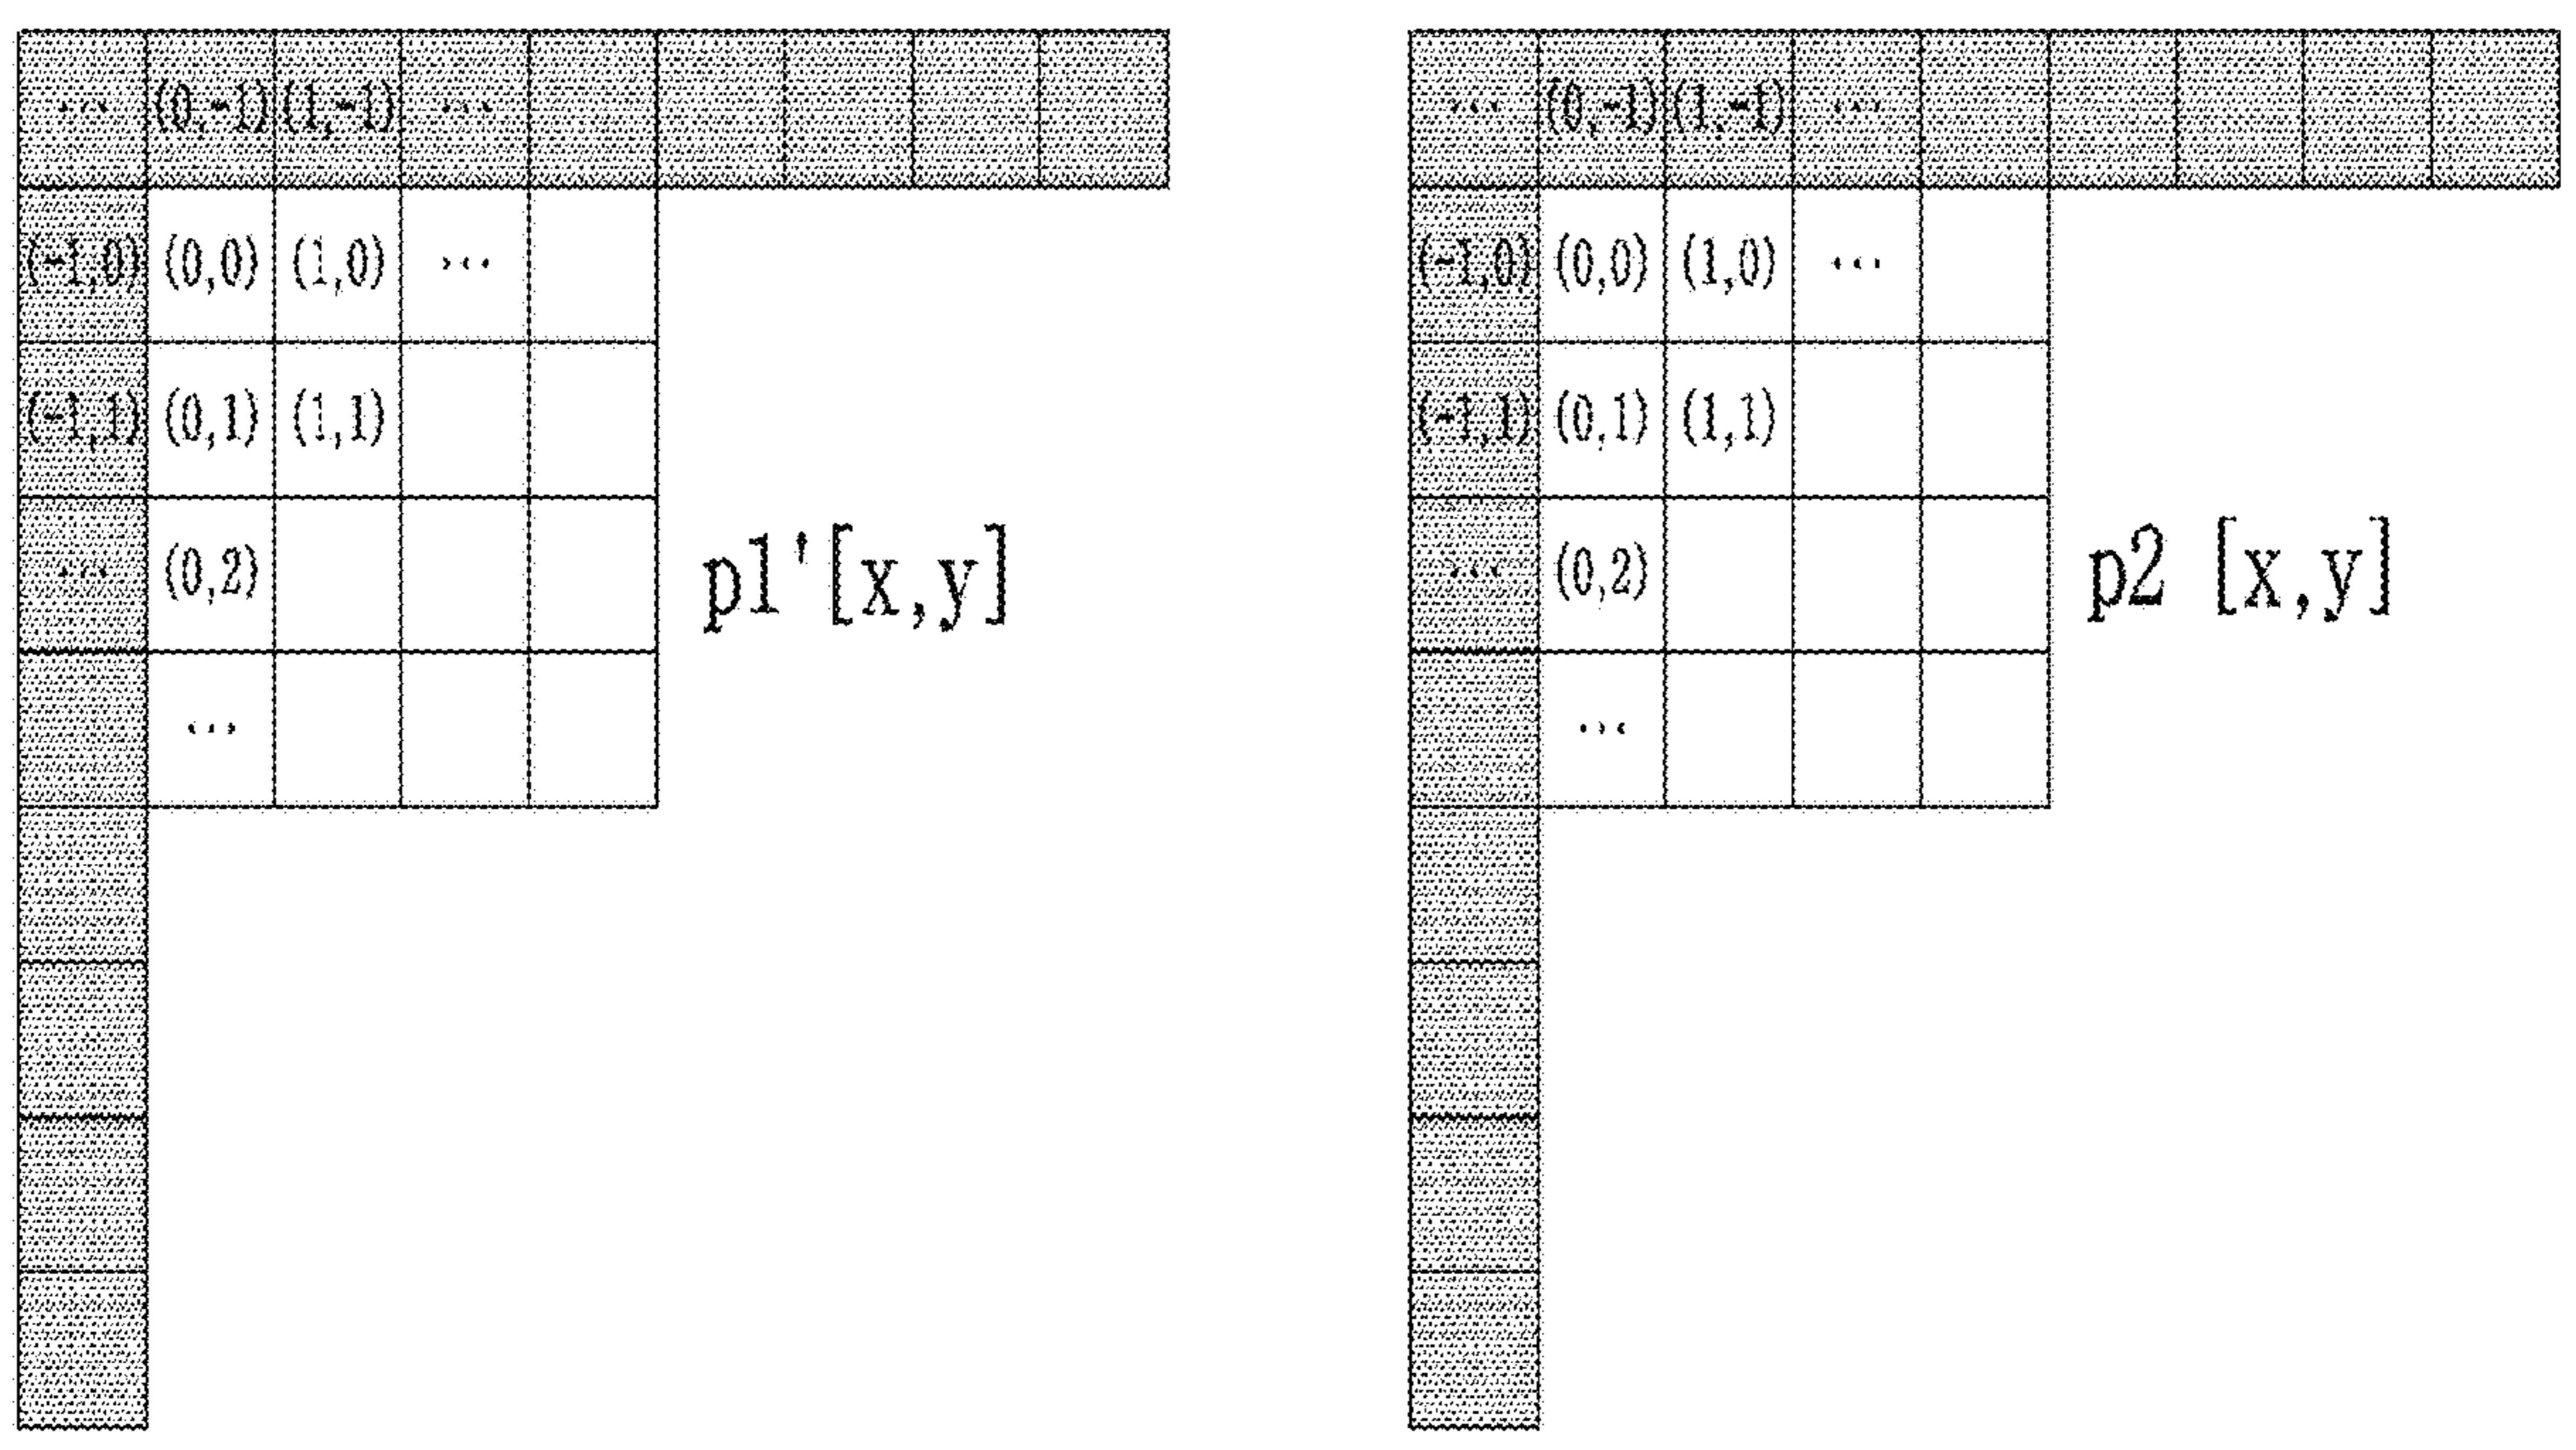 ... (0,-1) (1,-1) ... ... (0,-1) (1,-1) ...
(-1,0) (0,0) (1,0) ... (-1,0) (0,0) (1,0) ...
(-1,1) (0,1) (1,1) (-1,1) (0,1) (1,1)
... (0,2) p1'[x,y] ... (0,2) p2 [x,y]
... ...